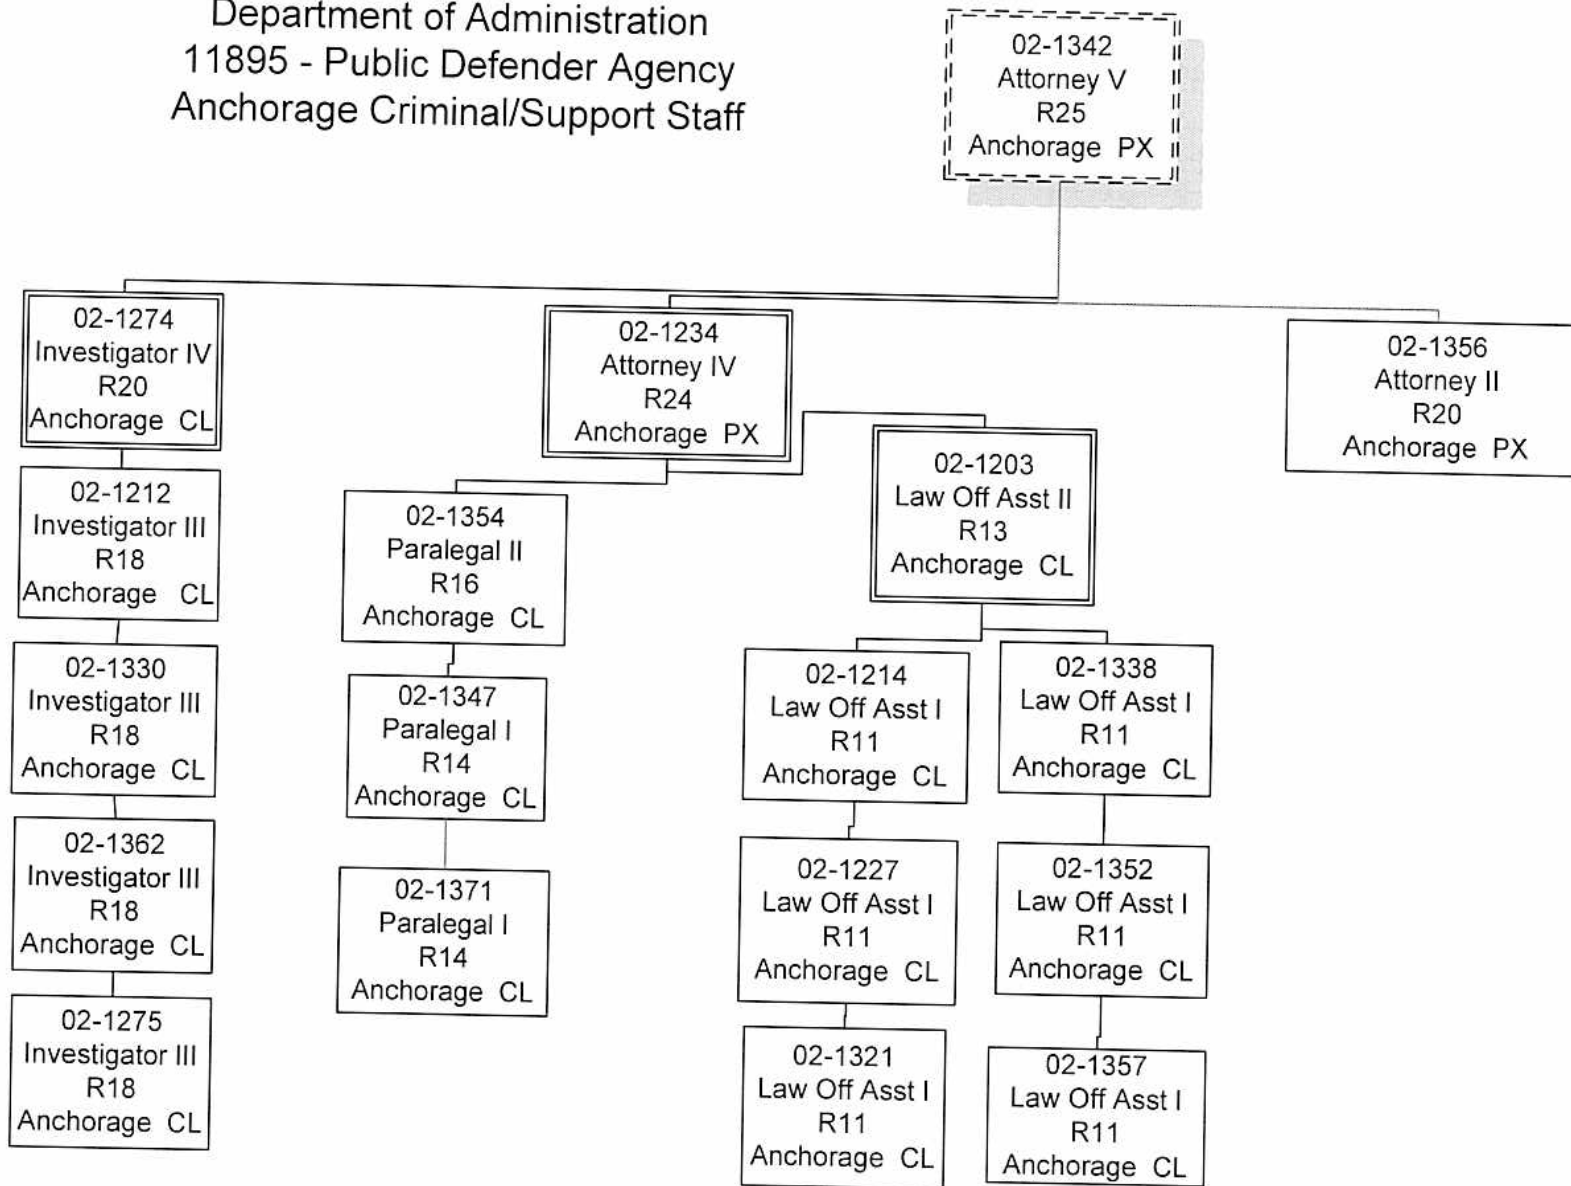 Department of Administration
11895 - Public Defender Agency
Anchorage Criminal/Support Staff
02-1342
Attorney V
R25
Anchorage PX
02-1274
Investigator IV
R20
Anchorage CL
02-1234
Attorney IV
R24
Anchorage PX
02-1356
Attorney II
R20
Anchorage PX
02-1203
Law Off Asst II
R13
Anchorage CL
02-1212
Investigator III
R18
Anchorage CL
02-1354
Paralegal II
R16
Anchorage CL
02-1330
Investigator III
R18
Anchorage CL
02-1347
Paralegal I
R14
Anchorage CL
02-1214
Law Off Asst I
R11
Anchorage CL
02-1338
Law Off Asst I
R11
Anchorage CL
02-1362
Investigator III
R18
Anchorage CL
02-1371
Paralegal I
R14
Anchorage CL
02-1227
Law Off Asst I
R11
Anchorage CL
02-1352
Law Off Asst I
R11
Anchorage CL
02-1275
Investigator III
R18
Anchorage CL
02-1321
Law Off Asst I
R11
Anchorage CL
02-1357
Law Off Asst I
R11
Anchorage CL